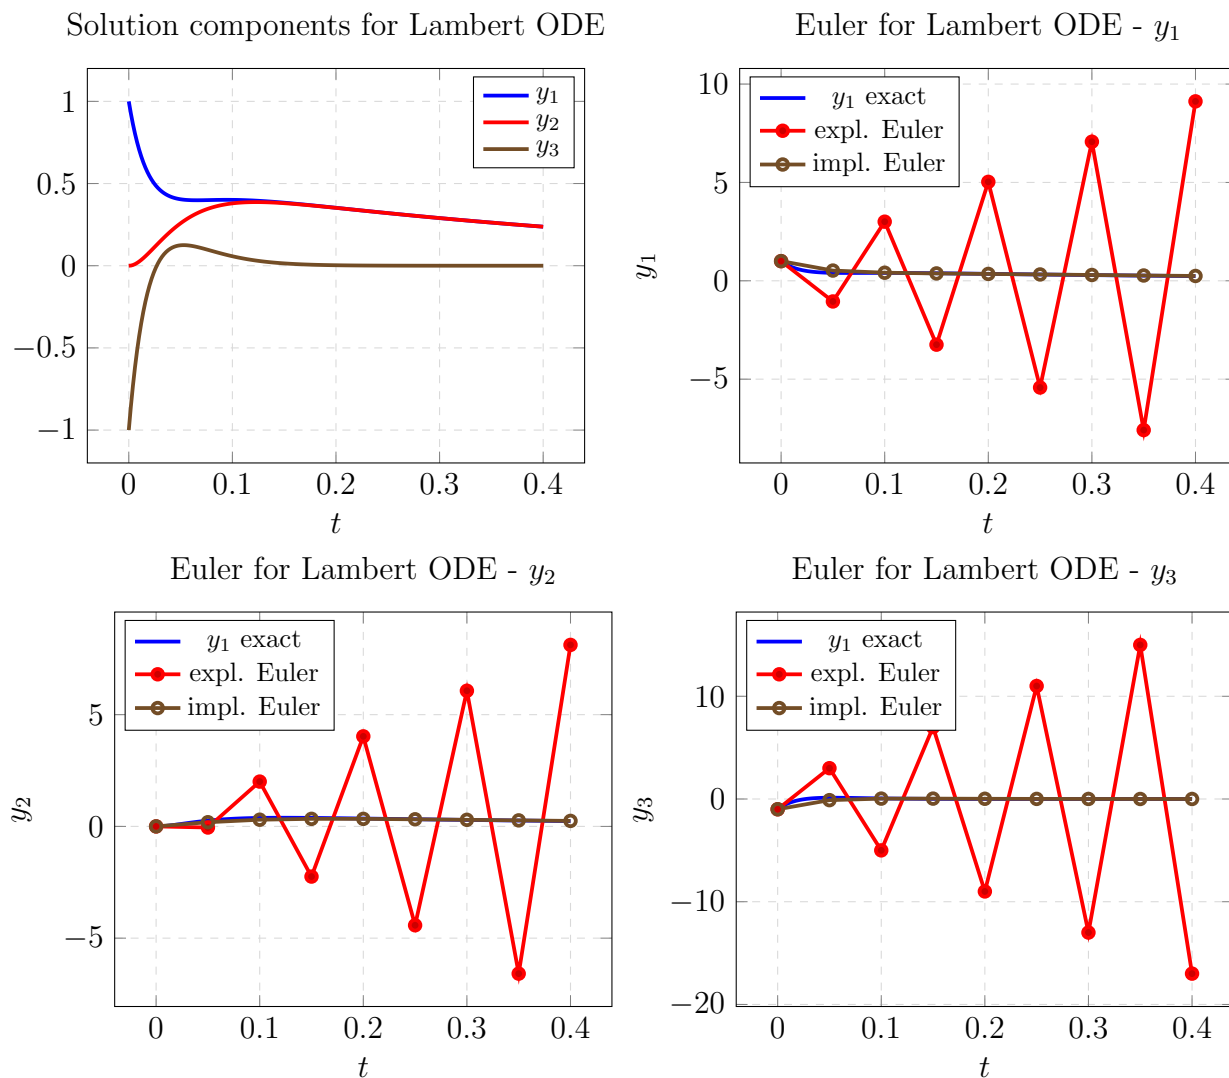 Solution components for Lambert ODE
1
0.5
0
−0.5
−1
0 0.1 0.2 0.3 0.4
t
y1
y2
y3
Euler for Lambert ODE - y1
10
5
0
−5
y1
0 0.1 0.2 0.3 0.4
t
y1 exact
expl. Euler
impl. Euler
Euler for Lambert ODE - y2
5
0
−5
y2
0 0.1 0.2 0.3 0.4
t
y1 exact
expl. Euler
impl. Euler
Euler for Lambert ODE - y3
10
0
−10
−20
y3
0 0.1 0.2 0.3 0.4
t
y1 exact
expl. Euler
impl. Euler